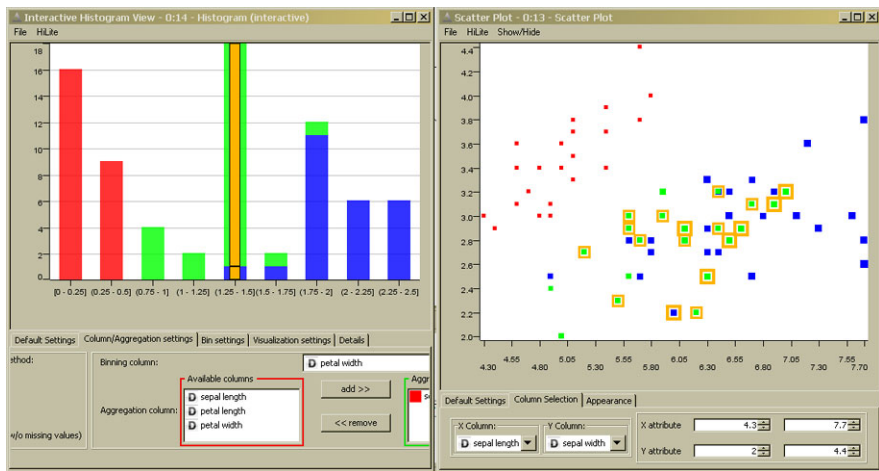 Interactive Histogram View - 0:14 - Histogram (interactive)
File HiLite
18
16
14
12
10
8
6
4
2
0
[0 - 0.25] (0.25 - 0.5] (0.75 - 1] (1 - 1.25] (1.25 - 1.5] (1.5 - 1.75] (1.75 - 2] (2 - 2.25] (2.25 - 2.5]
Default Settings Column/Aggregation settings Bin settings Visualization settings Details
ethod:
Binning column:
D petal width
Available columns
Aggr
D sepal length
D petal length
D petal width
add >>
Aggregation column:
<< remove
w/o missing values)
Scatter Plot - 0:13 - Scatter Plot
File HiLite Show/Hide
4.4
4.2
4.0
3.8
3.6
3.4
3.2
3.0
2.8
2.6
2.4
2.2
2.0
4.55 5.05 5.30 5.55 6.05 6.55 7.05 7.55
4.30 4.80 5.80 6.30 6.80 7.30 7.70
Default Settings Column Selection Appearance
X Column:
Y Column:
D sepal length
D sepal width
X attribute 4.3 7.7
Y attribute 2 4.4